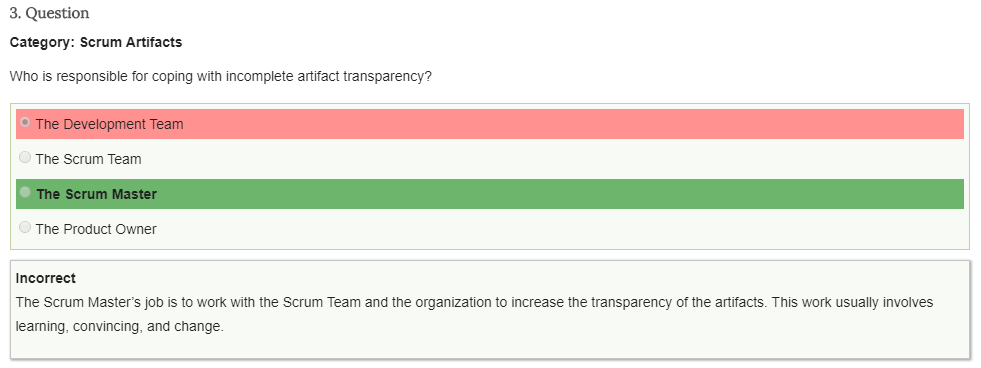 3. Question
Category: Scrum Artifacts
Who is responsible for coping with incomplete artifact transparency?
The Development Team
The Scrum Team
The Scrum Master
The Product Owner
Incorrect
The Scrum Master’s job is to work with the Scrum Team and the organization to increase the transparency of the artifacts. This work usually involves
learning, convincing, and change.